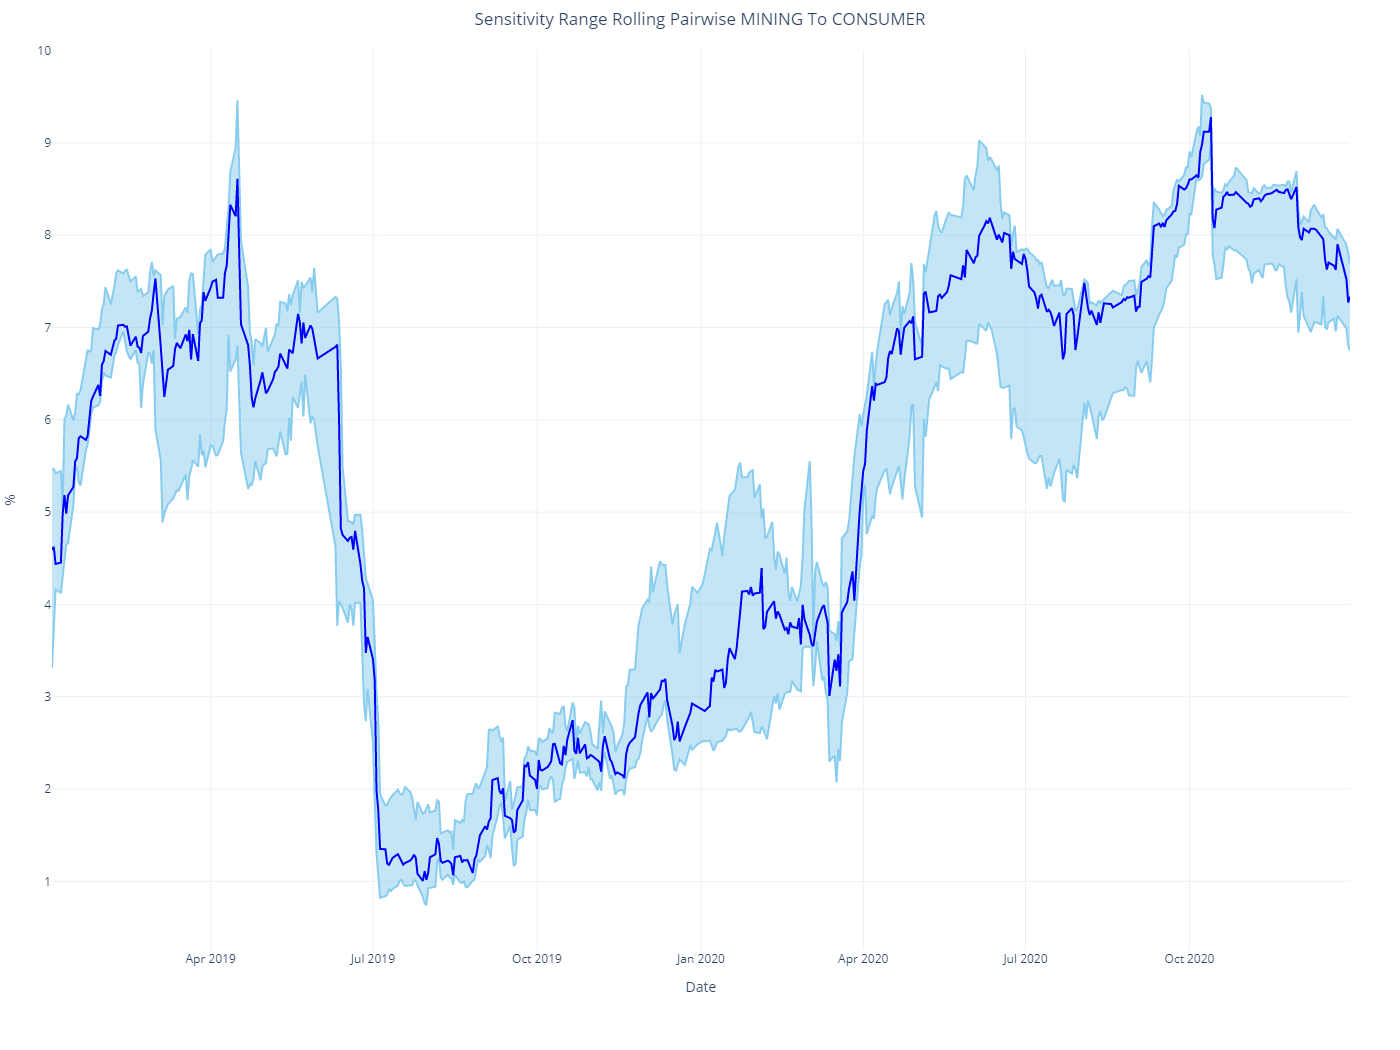 Sensitivity Range Rolling Pairwise MINING To CONSUMER
10
9
8
7
6
5
4
3
2
1
%
Apr 2019
Jul 2019
Oct 2019
Jan 2020
Apr 2020
Jul 2020
Oct 2020
Date